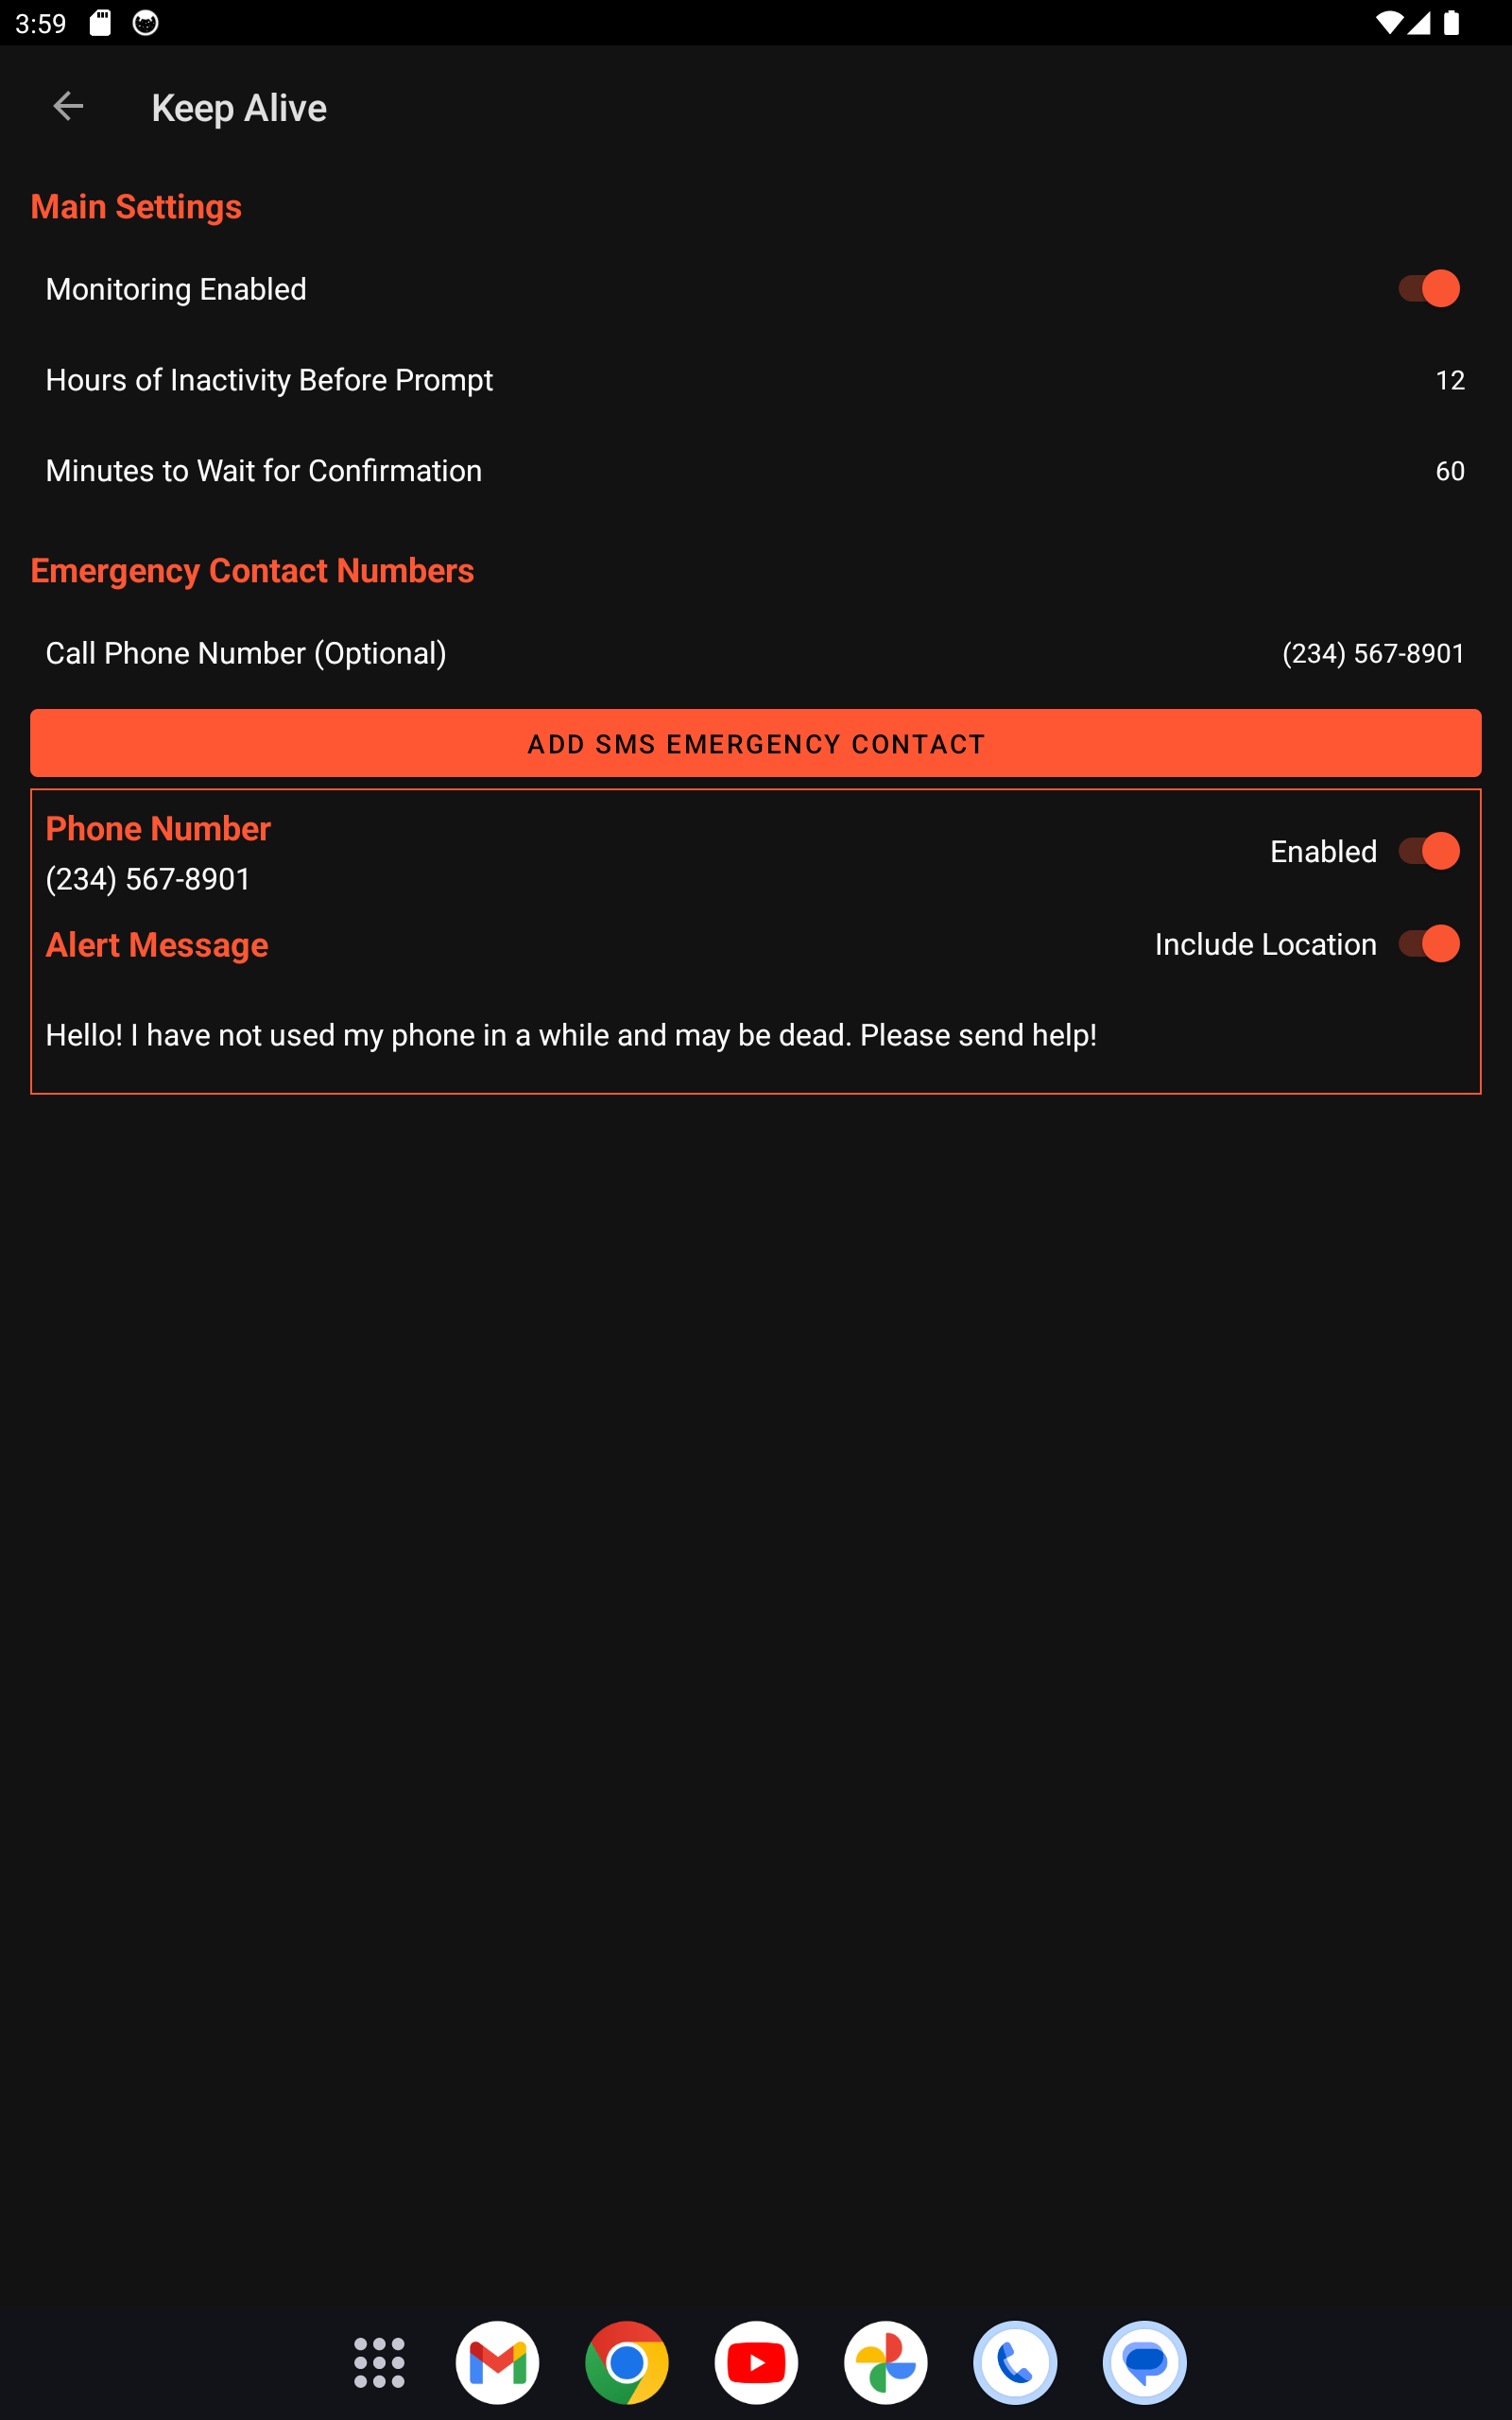 3:59
Keep Alive
Main Settings
Monitoring Enabled
Hours of Inactivity Before Prompt 12
Minutes to Wait for Confirmation 60
Emergency Contact Numbers
Call Phone Number (Optional) (234) 567-8901
ADD SMS EMERGENCY CONTACT
Phone Number
Enabled
(234) 567-8901
Alert Message Include Location
Hello! I have not used my phone in a while and may be dead. Please send help!